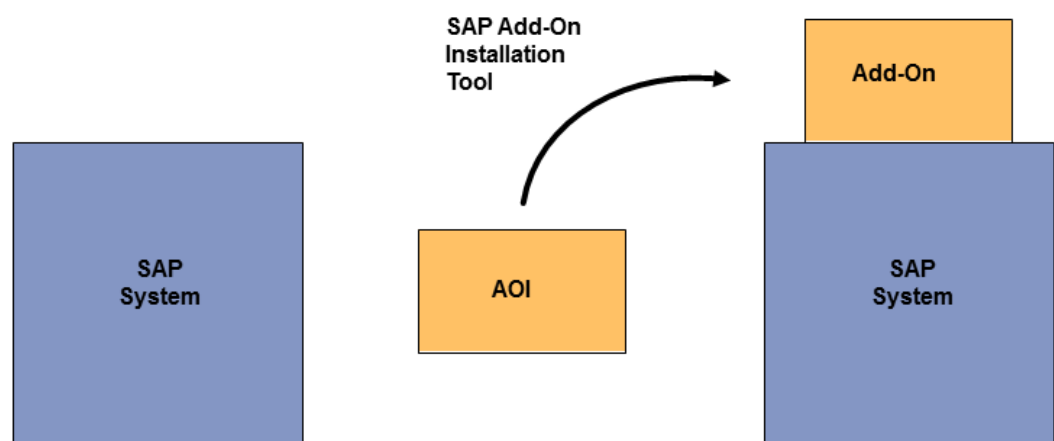 SAP Add-On
Installation
Tool
Add-On
SAP
System
AOI
SAP
System